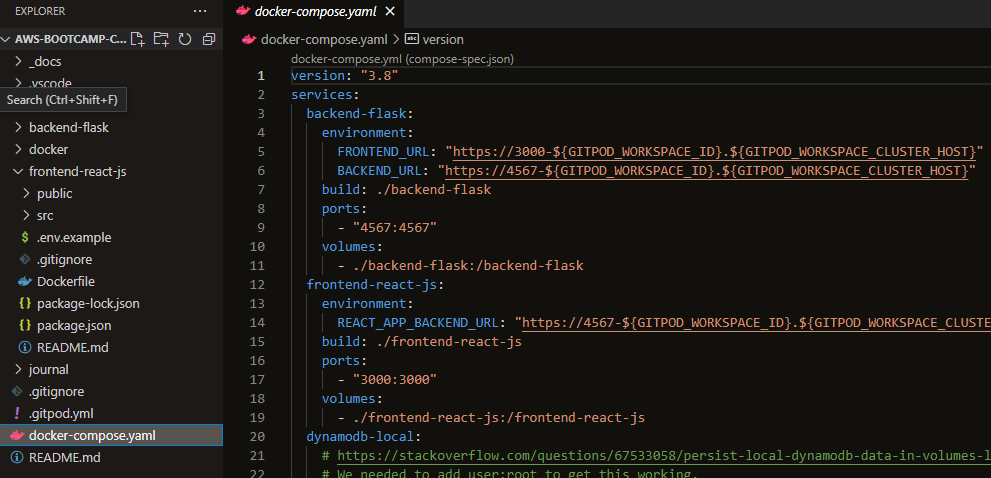 EXPLORER ...
docker-compose.yaml
AWS-BOOTCAMP-C...
docker-compose.yaml > version
_docs
.vscode
Search (Ctrl+Shift+F)
backend-flask
docker
frontend-react-js
public
src
.env.example
.gitignore
Dockerfile
package-lock.json
package.json
README.md
journal
.gitignore
.gitpod.yml
docker-compose.yaml
README.md
docker-compose.yml (compose-spec.json)
1 version: "3.8"
2 services:
3 backend-flask:
4 environment:
5 FRONTEND_URL: "https://3000-${GITPOD_WORKSPACE_ID}.${GITPOD_WORKSPACE_CLUSTER_HOST}"
6 BACKEND_URL: "https://4567-${GITPOD_WORKSPACE_ID}.${GITPOD_WORKSPACE_CLUSTER_HOST}"
7 build: ./backend-flask
8 ports:
9 - "4567:4567"
10 volumes:
11 - ./backend-flask:/backend-flask
12 frontend-react-js:
13 environment:
14 REACT_APP_BACKEND_URL: "https://4567-${GITPOD_WORKSPACE_ID}.${GITPOD_WORKSPACE_CLUSTE
15 build: ./frontend-react-js
16 ports:
17 - "3000:3000"
18 volumes:
19 - ./frontend-react-js:/frontend-react-js
20 dynamodb-local:
21 # https://stackoverflow.com/questions/67533058/persist-local-dynamodb-data-in-volumes-l
22 # We needed to add user:root to get this working.